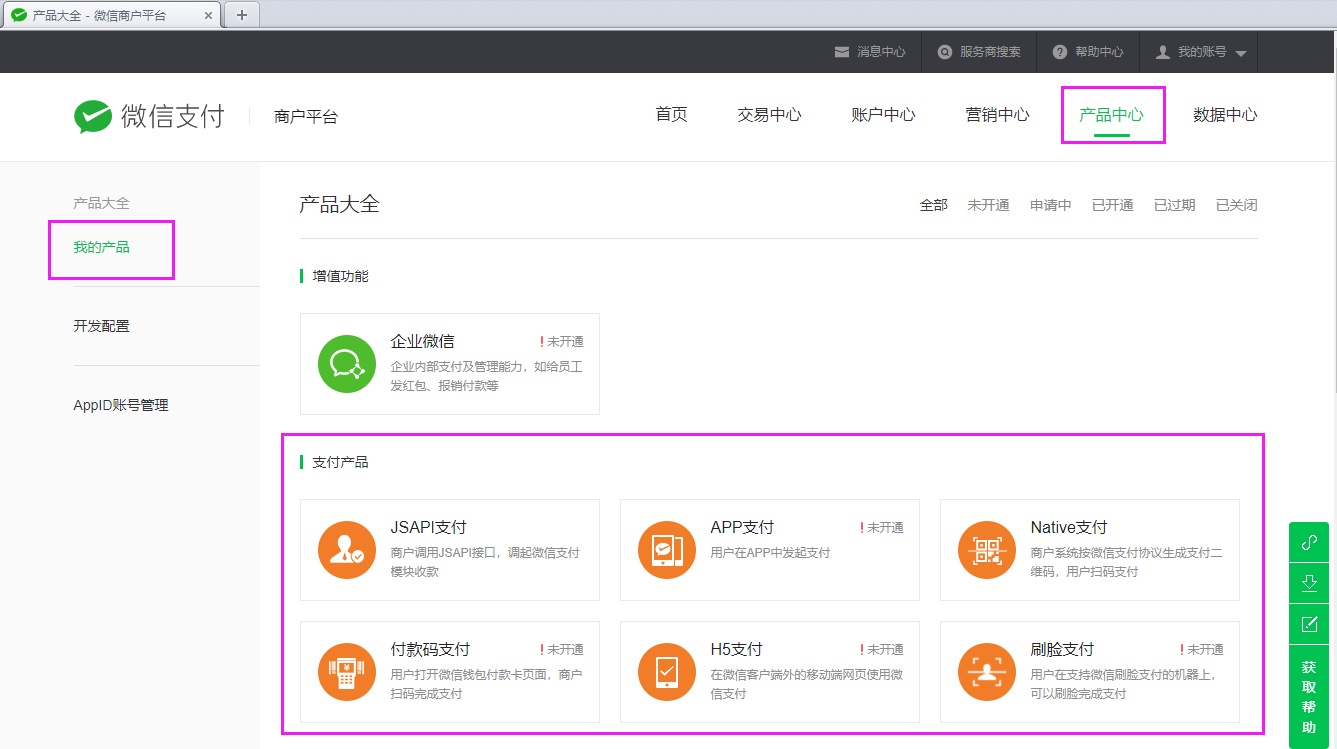 产品大全 - 微信商户平台
消息中心 服务商搜索 帮助中心 我的账号
微信支付 商户平台 首页 交易中心 账户中心 营销中心 产品中心 数据中心
产品大全
我的产品
开发配置
AppID账号管理
产品大全 全部 未开通 申请中 已开通 已过期 已关闭
增值功能
企业微信 未开通
企业内部支付及管理能力，如给员工
发红包、报销付款等
支付产品
JSAPI支付
商户调用JSAPI接口，调起微信支付
模块收款
APP支付 未开通
用户在APP中发起支付
Native支付
商户系统按微信支付协议生成支付二
维码，用户扫码支付
付款码支付 未开通
用户打开微信钱包付款卡页面，商户
扫码完成支付
H5支付 未开通
在微信客户端外的移动端网页使用微
信支付
刷脸支付 未开通
用户在支持微信刷脸支付的机器上，
可以刷脸完成支付
获
取
帮
助